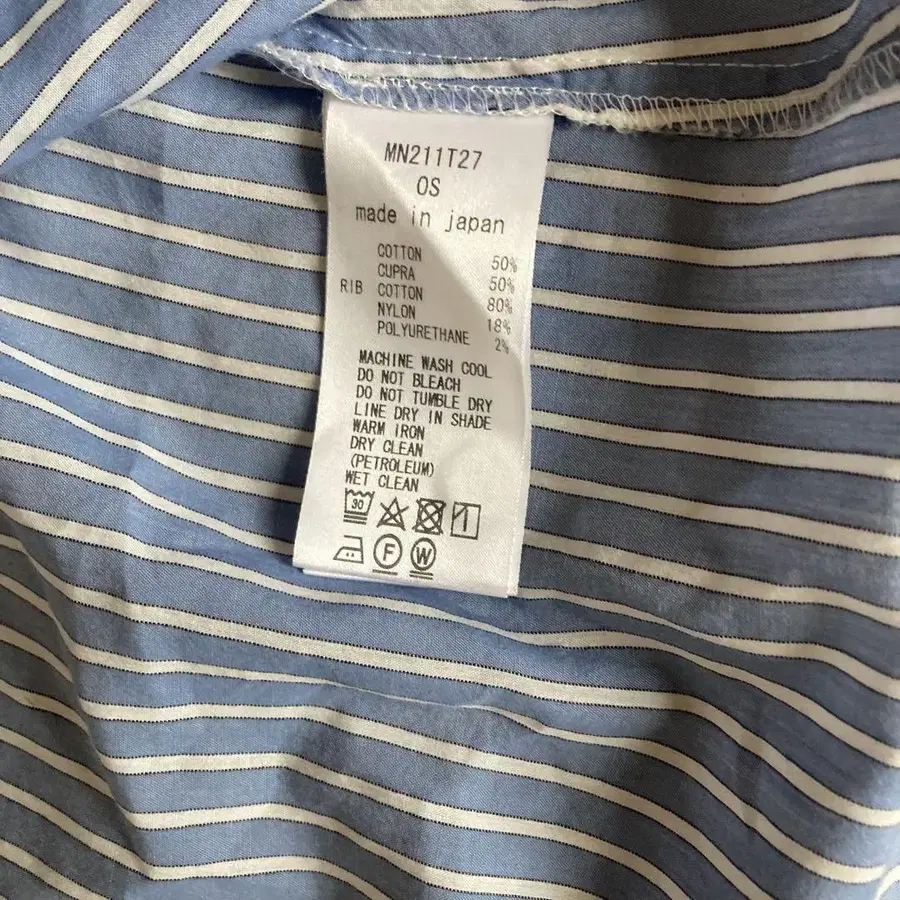 MN211T27
OS
made in japan
COTTON 50%
CUPRA 50%
RIB COTTON 80%
NYLON 18%
POLYURETHANE 2%
MACHINE WASH COOL
DO NOT BLEACH
DO NOT TUMBLE DRY
LINE DRY IN SHADE
WARM IRON
DRY CLEAN
(PETROLEUM)
WET CLEAN
30
F W